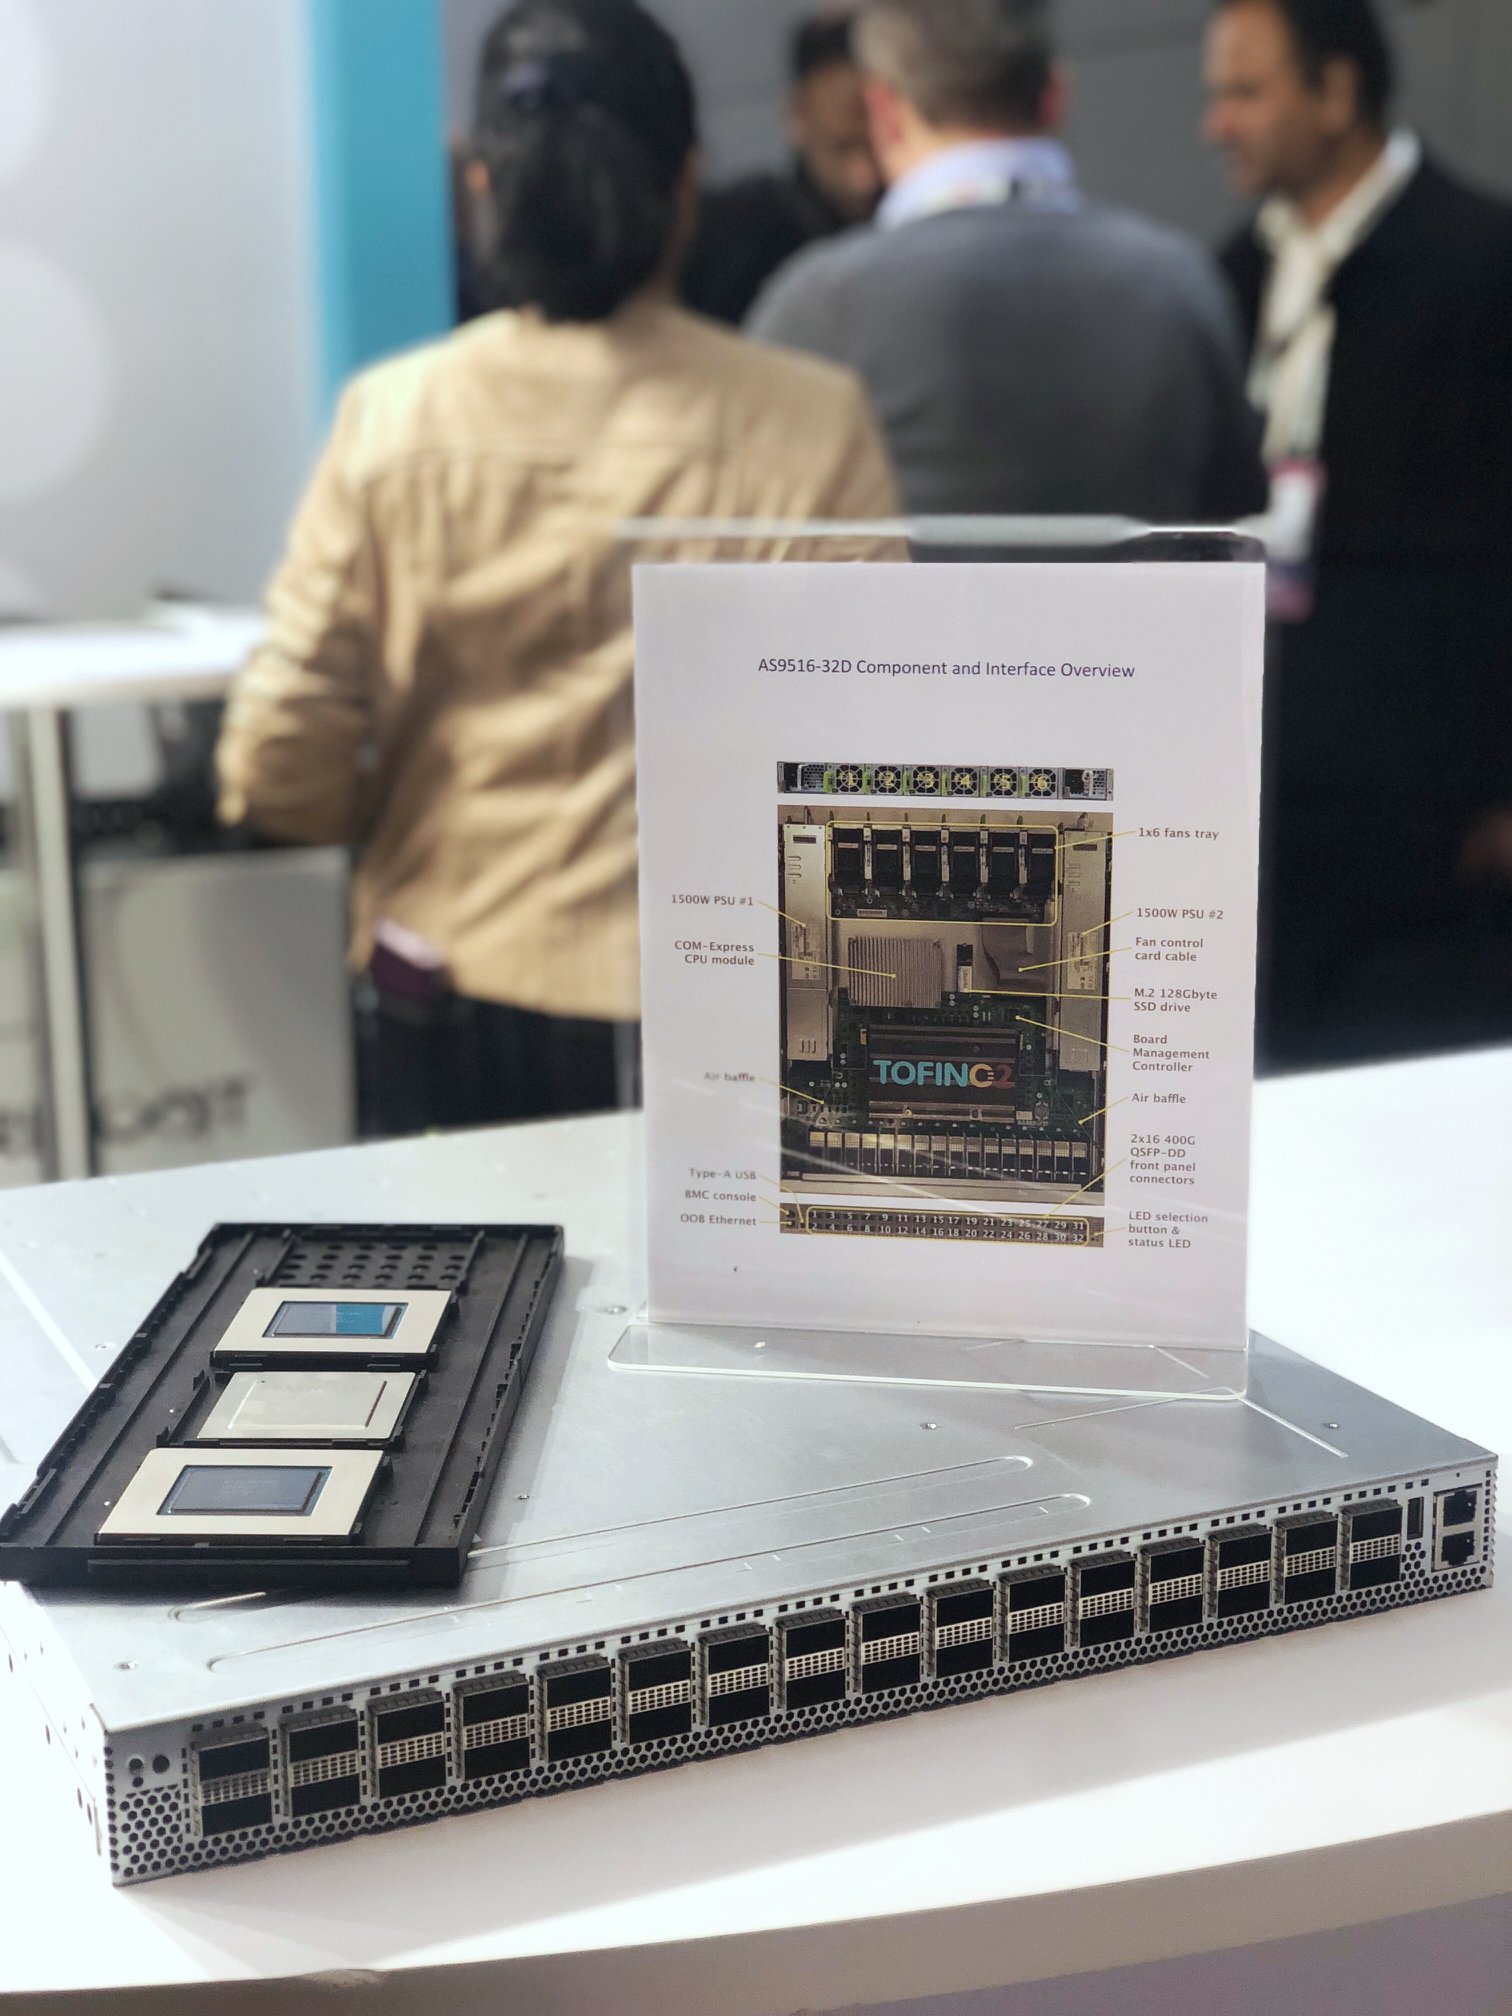 AS9516-32D Component and Interface Overview
1 2 3 4 5 6
1x6 fans tray
1500W PSU #1
1500W PSU #2
COM-Express
CPU module
Fan control
card cable
M.2 128Gbyte
SSD drive
Board
Management
Controller
TOFINO2
Air baffle
Air baffle
2x16 400G
QSFP-DD
front panel
connectors
Type-A USB
BMC console
OOB Ethernet
1 3 5 7 9 11 13 15 17 19 21 23 25 27 29 31
2 4 6 8 10 12 14 16 18 20 22 24 26 28 30 32
LED selection
button &
status LED